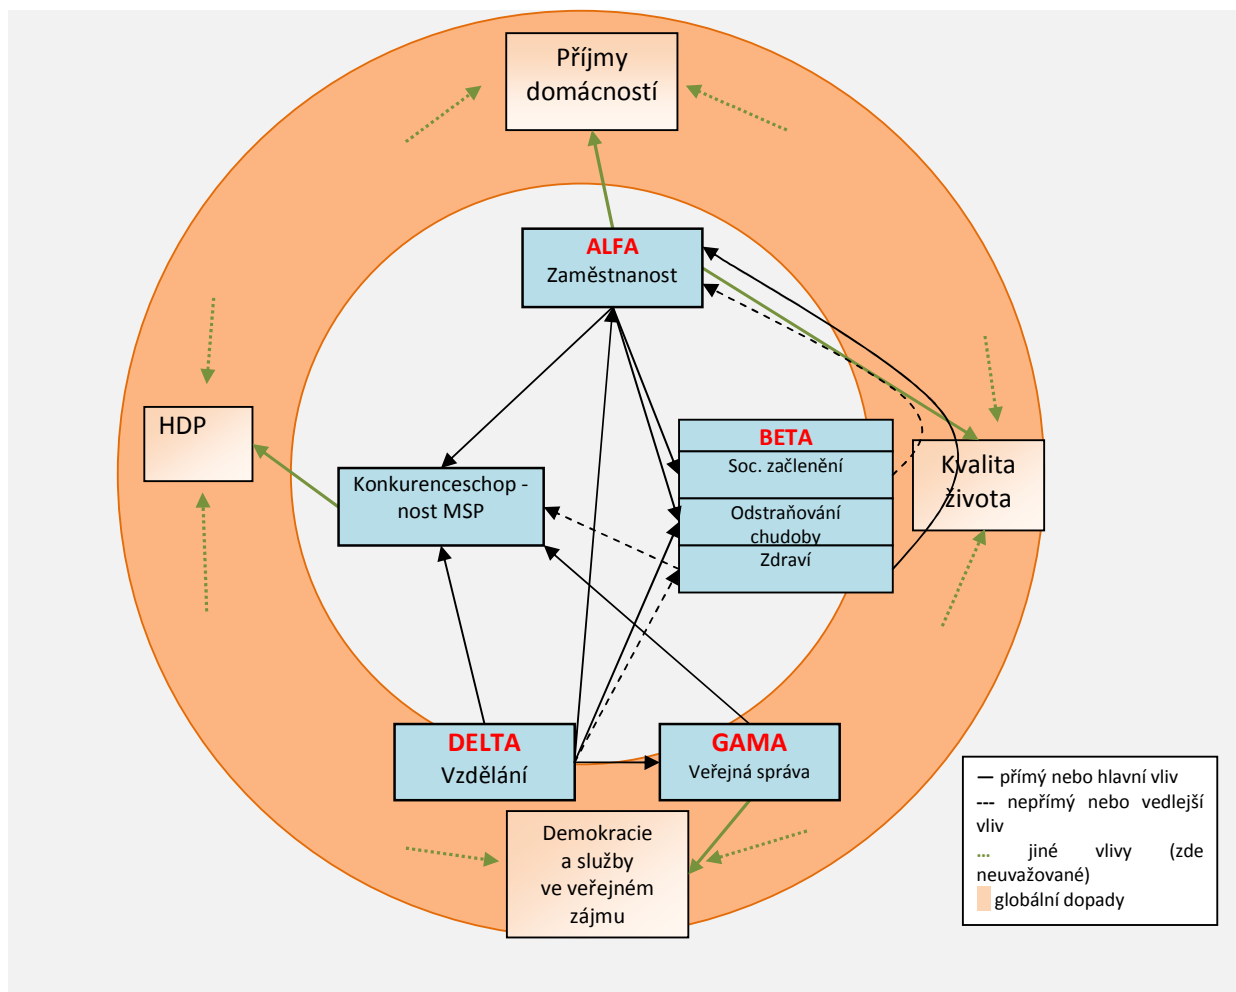 Příjmy
domácností
ALFA
Zaměstnanost
HDP
BETA
Soc. začlenění
Odstraňování
chudoby
Zdraví
Kvalita
života
Konkurenceschop -
nost MSP
DELTA
Vzdělání
GAMA
Veřejná správa
Demokracie
a služby
ve veřejném
zájmu
— přímý nebo hlavní vliv
--- nepřímý nebo vedlejší
vliv
... jiné vlivy (zde
neuvažované)
globální dopady